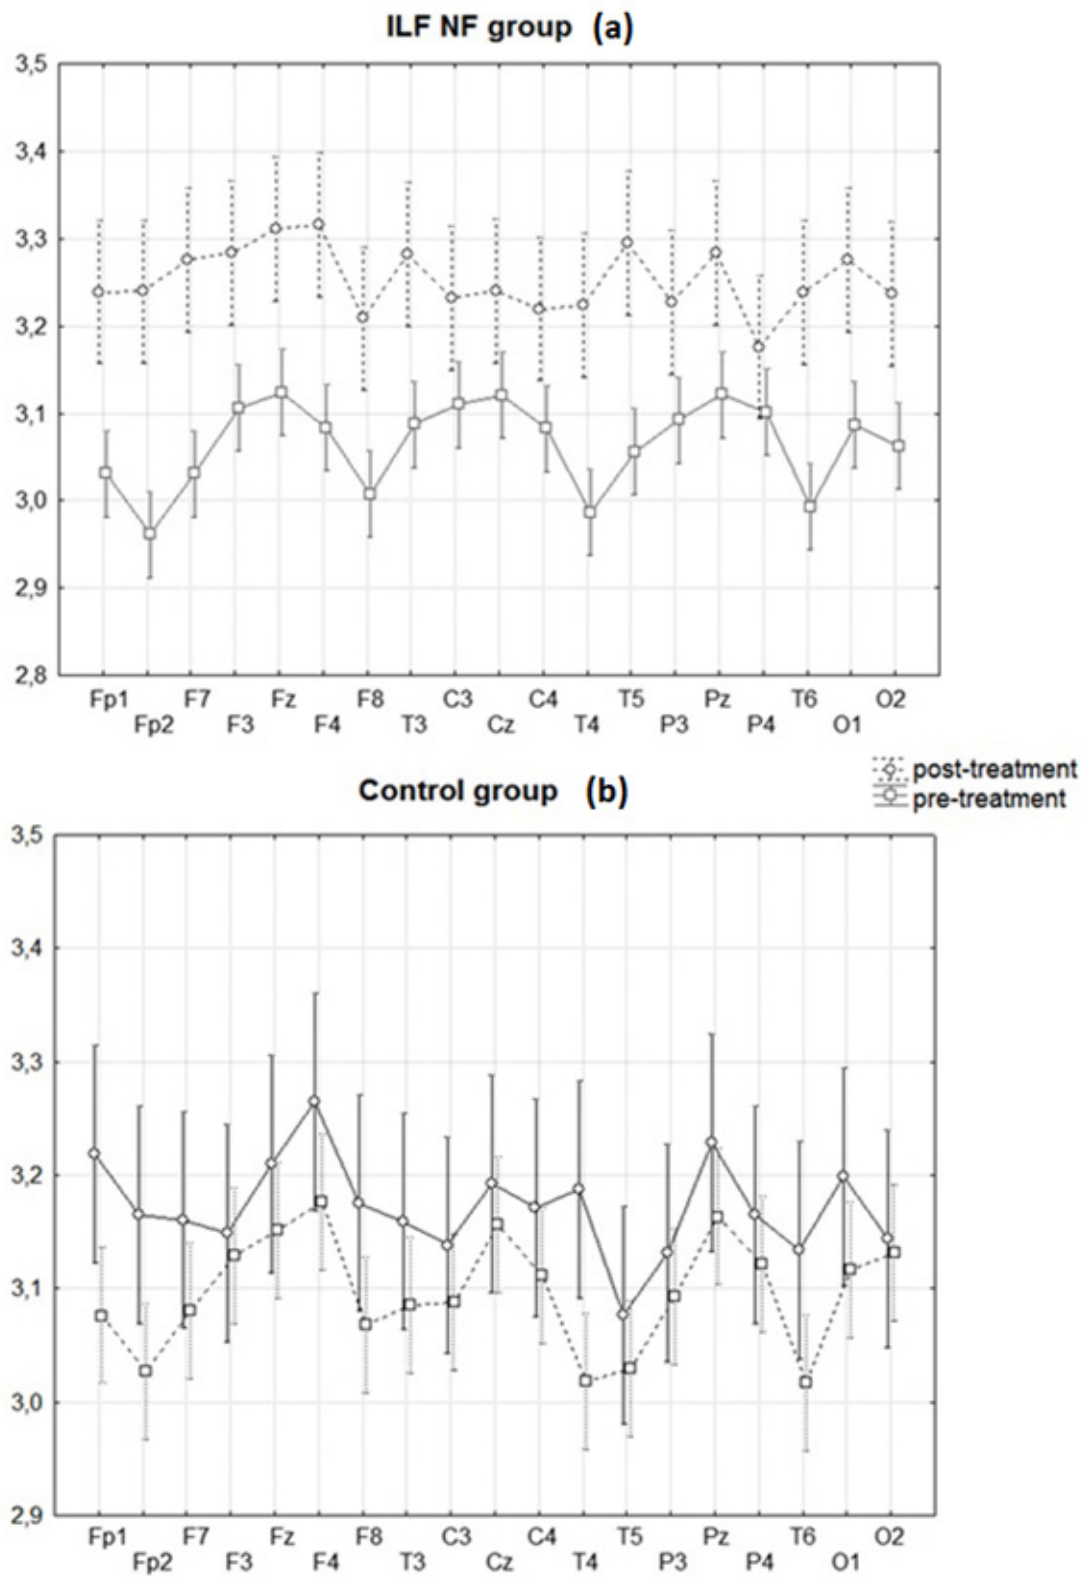 ILF NF group (a)
3,5
3,4
3,3
3,2
3,1
3,0
2,9
2,8
Fp1 F7 Fz F8 C3 C4 T5 Pz T6 O2
Fp2 F3 F4 T3 Cz T4 P3 P4 O1
post-treatment
pre-treatment
Control group (b)
3,5
3,4
3,3
3,2
3,1
3,0
2,9
Fp1 F7 Fz F8 C3 C4 T5 Pz T6 O2
Fp2 F3 F4 T3 Cz T4 P3 P4 O1